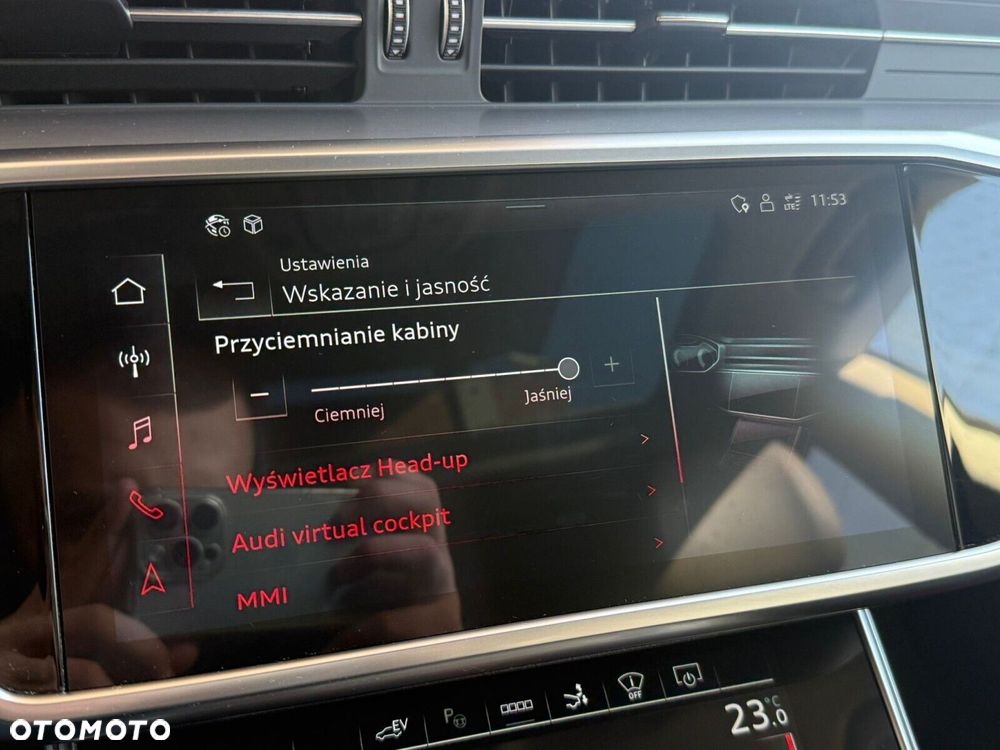 LTE 11:53
Ustawienia
Wskazanie i jasność
Przyciemnianie kabiny
Ciemniej Jaśniej
Wyświetlacz Head-up
Audi virtual cockpit
MMI
EV P OFF
23.0 °C
OTOMOTO